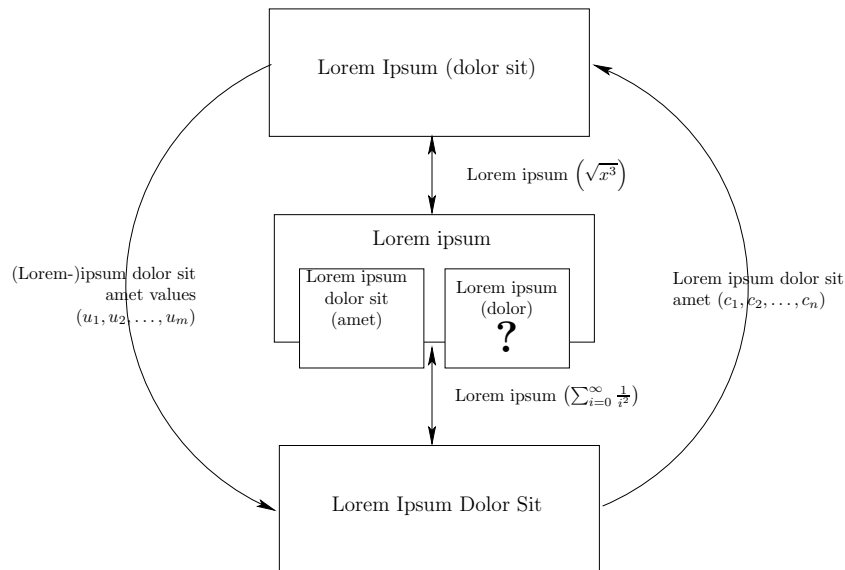 Lorem Ipsum (dolor sit)
Lorem ipsum $\left(\sqrt{x^3}\right)$
Lorem ipsum
(Lorem-)ipsum dolor sit
amet values
$(u_1, u_2, \ldots, u_m)$
Lorem ipsum
dolor sit
(amet)
Lorem ipsum
(dolor)
?
Lorem ipsum dolor sit
amet $(c_1, c_2, \ldots, c_n)$
Lorem ipsum $\left(\sum_{i=0}^{\infty} \frac{1}{i^2}\right)$
Lorem Ipsum Dolor Sit